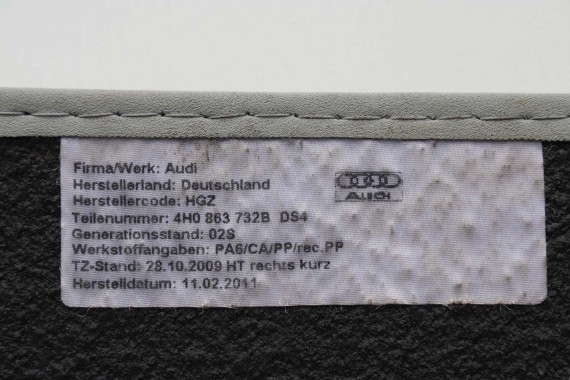 Firma/Werk: Audi
Herstellerland: Deutschland
Herstellercode: HGZ
Teilenummer: 4H0 863 732B DS4
Generationsstand: 02S
Werkstoffangaben: PA6/CA/PP/rec.PP
TZ-Stand: 28.10.2009 HT rechts kurz
Herstelldatum: 11.02.2011
Audi